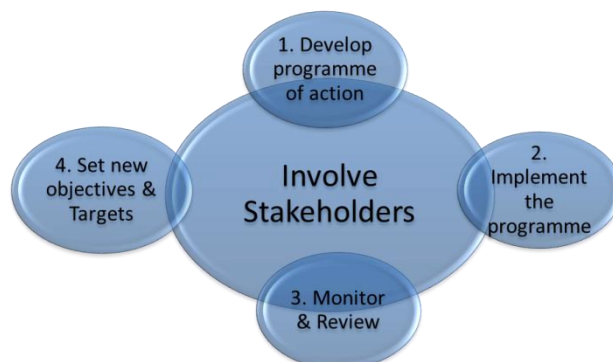 1. Develop
programme
of action
2.
Implement
the
programme
Involve
Stakeholders
4. Set new
objectives &
Targets
3. Monitor
& Review